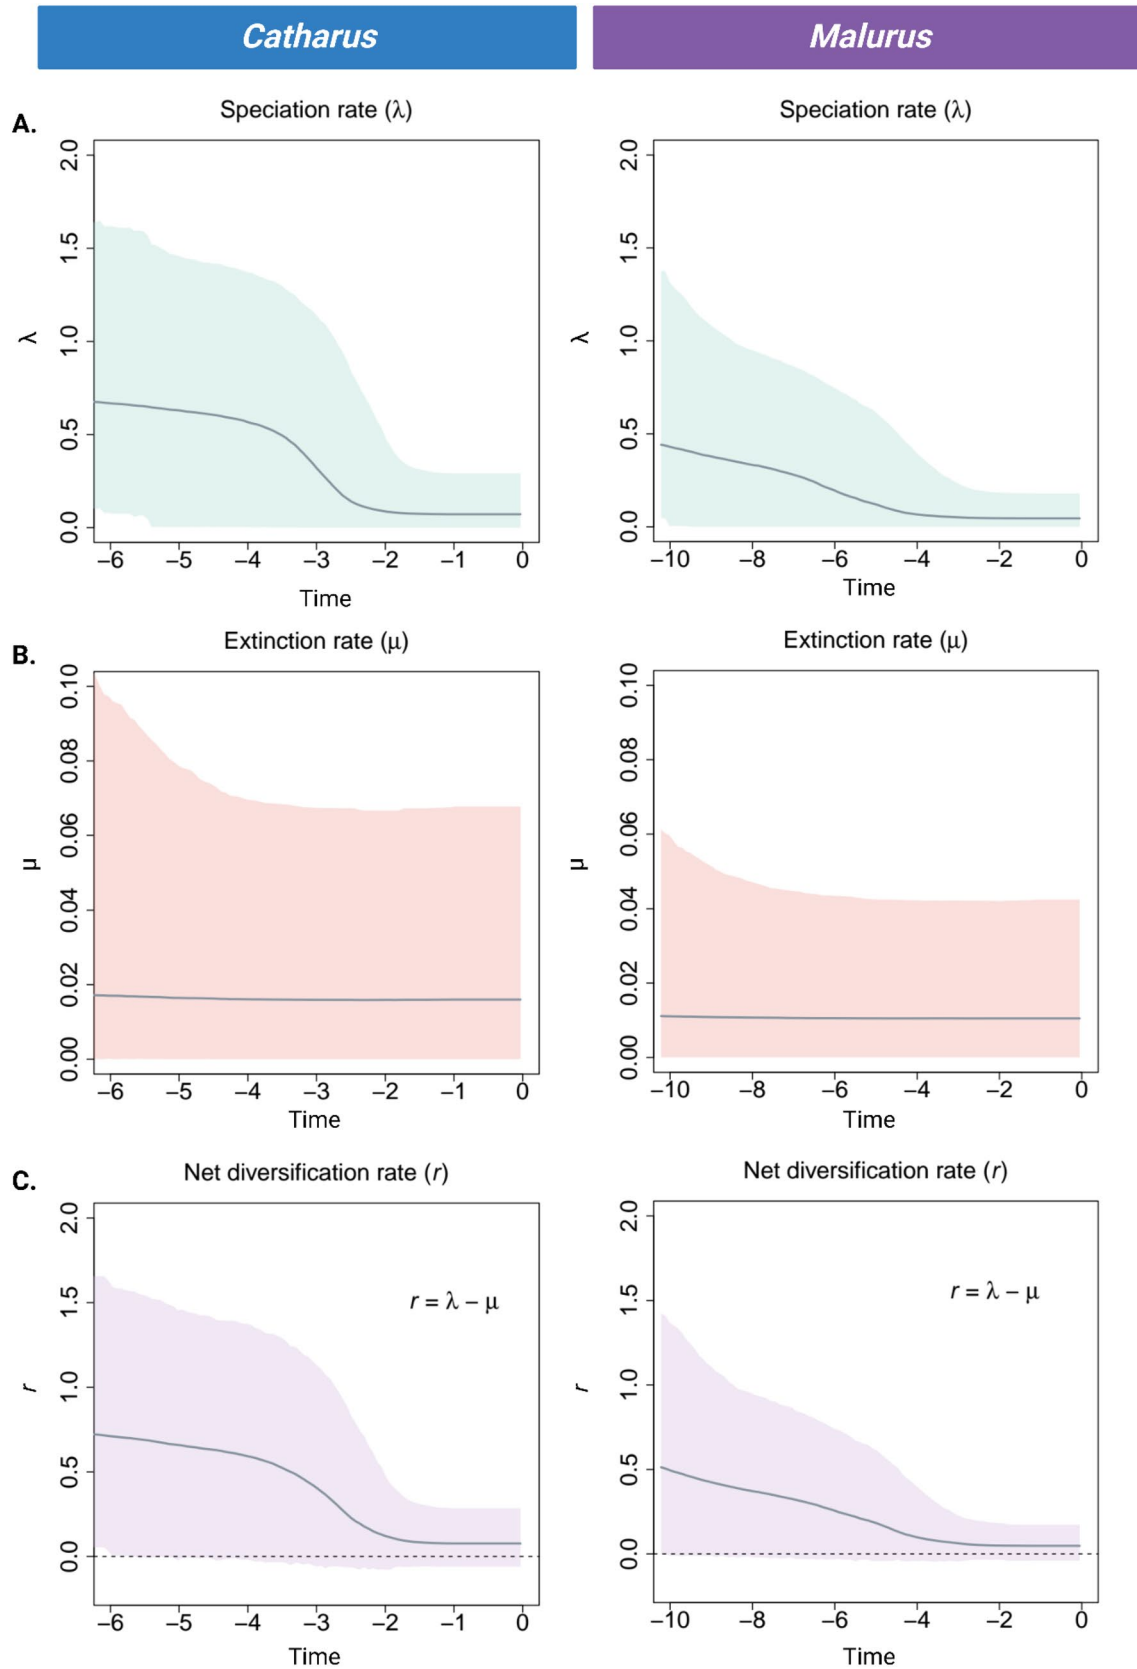 Catharus Malurus
A.
Speciation rate (λ) Speciation rate (λ)
2.0 2.0
1.5 1.5
λ 1.0 λ 1.0
0.5 0.5
0.0 0.0
−6 −5 −4 −3 −2 −1 0 −10 −8 −6 −4 −2 0
Time Time
B.
Extinction rate (μ) Extinction rate (μ)
0.10 0.10
0.08 0.08
0.06 0.06
μ 0.04 μ 0.04
0.02 0.02
0.00 0.00
−6 −5 −4 −3 −2 −1 0 −10 −8 −6 −4 −2 0
Time Time
C.
Net diversification rate (r) Net diversification rate (r)
2.0 2.0
r = λ − μ r = λ − μ
1.5 1.5
r 1.0 r 1.0
0.5 0.5
0.0 0.0
−6 −5 −4 −3 −2 −1 0 −10 −8 −6 −4 −2 0
Time Time